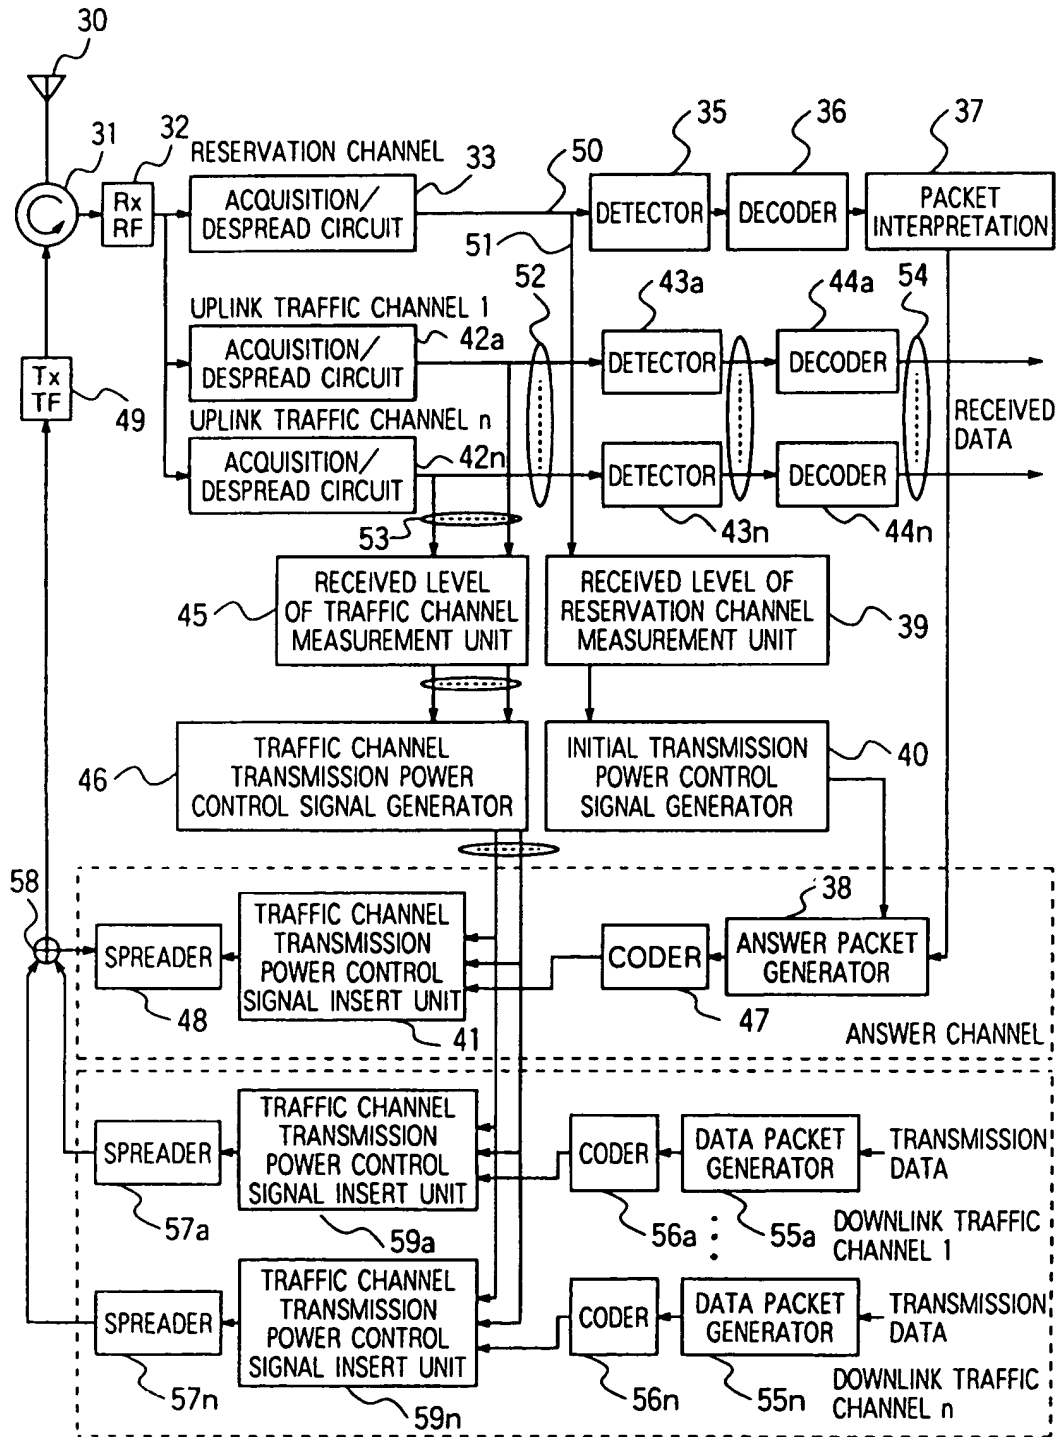 30
31
32
RESERVATION CHANNEL
33
50
35
36
37
Rx
RF
ACQUISITION/
DESPREAD CIRCUIT
DETECTOR
DECODER
PACKET
INTERPRETATION
51
52
43a
44a
54
UPLINK TRAFFIC CHANNEL 1
42a
ACQUISITION/
DESPREAD CIRCUIT
DETECTOR
DECODER
Tx
TF
49
UPLINK TRAFFIC CHANNEL n
42n
ACQUISITION/
DESPREAD CIRCUIT
DETECTOR
DECODER
RECEIVED
DATA
53
43n
44n
45
RECEIVED LEVEL
OF TRAFFIC CHANNEL
MEASUREMENT UNIT
RECEIVED LEVEL OF
RESERVATION CHANNEL
MEASUREMENT UNIT
39
46
TRAFFIC CHANNEL
TRANSMISSION POWER
CONTROL SIGNAL GENERATOR
INITIAL TRANSMISSION
POWER CONTROL
SIGNAL GENERATOR
40
58
38
SPREADER
48
TRAFFIC CHANNEL
TRANSMISSION
POWER CONTROL
SIGNAL INSERT UNIT
41
CODER
47
ANSWER PACKET
GENERATOR
ANSWER CHANNEL
SPREADER
57a
TRAFFIC CHANNEL
TRANSMISSION
POWER CONTROL
SIGNAL INSERT UNIT
59a
CODER
56a
DATA PACKET
GENERATOR
55a
TRANSMISSION
DATA
DOWNLINK TRAFFIC
CHANNEL 1
SPREADER
57n
TRAFFIC CHANNEL
TRANSMISSION
POWER CONTROL
SIGNAL INSERT UNIT
59n
CODER
56n
DATA PACKET
GENERATOR
55n
TRANSMISSION
DATA
DOWNLINK TRAFFIC
CHANNEL n